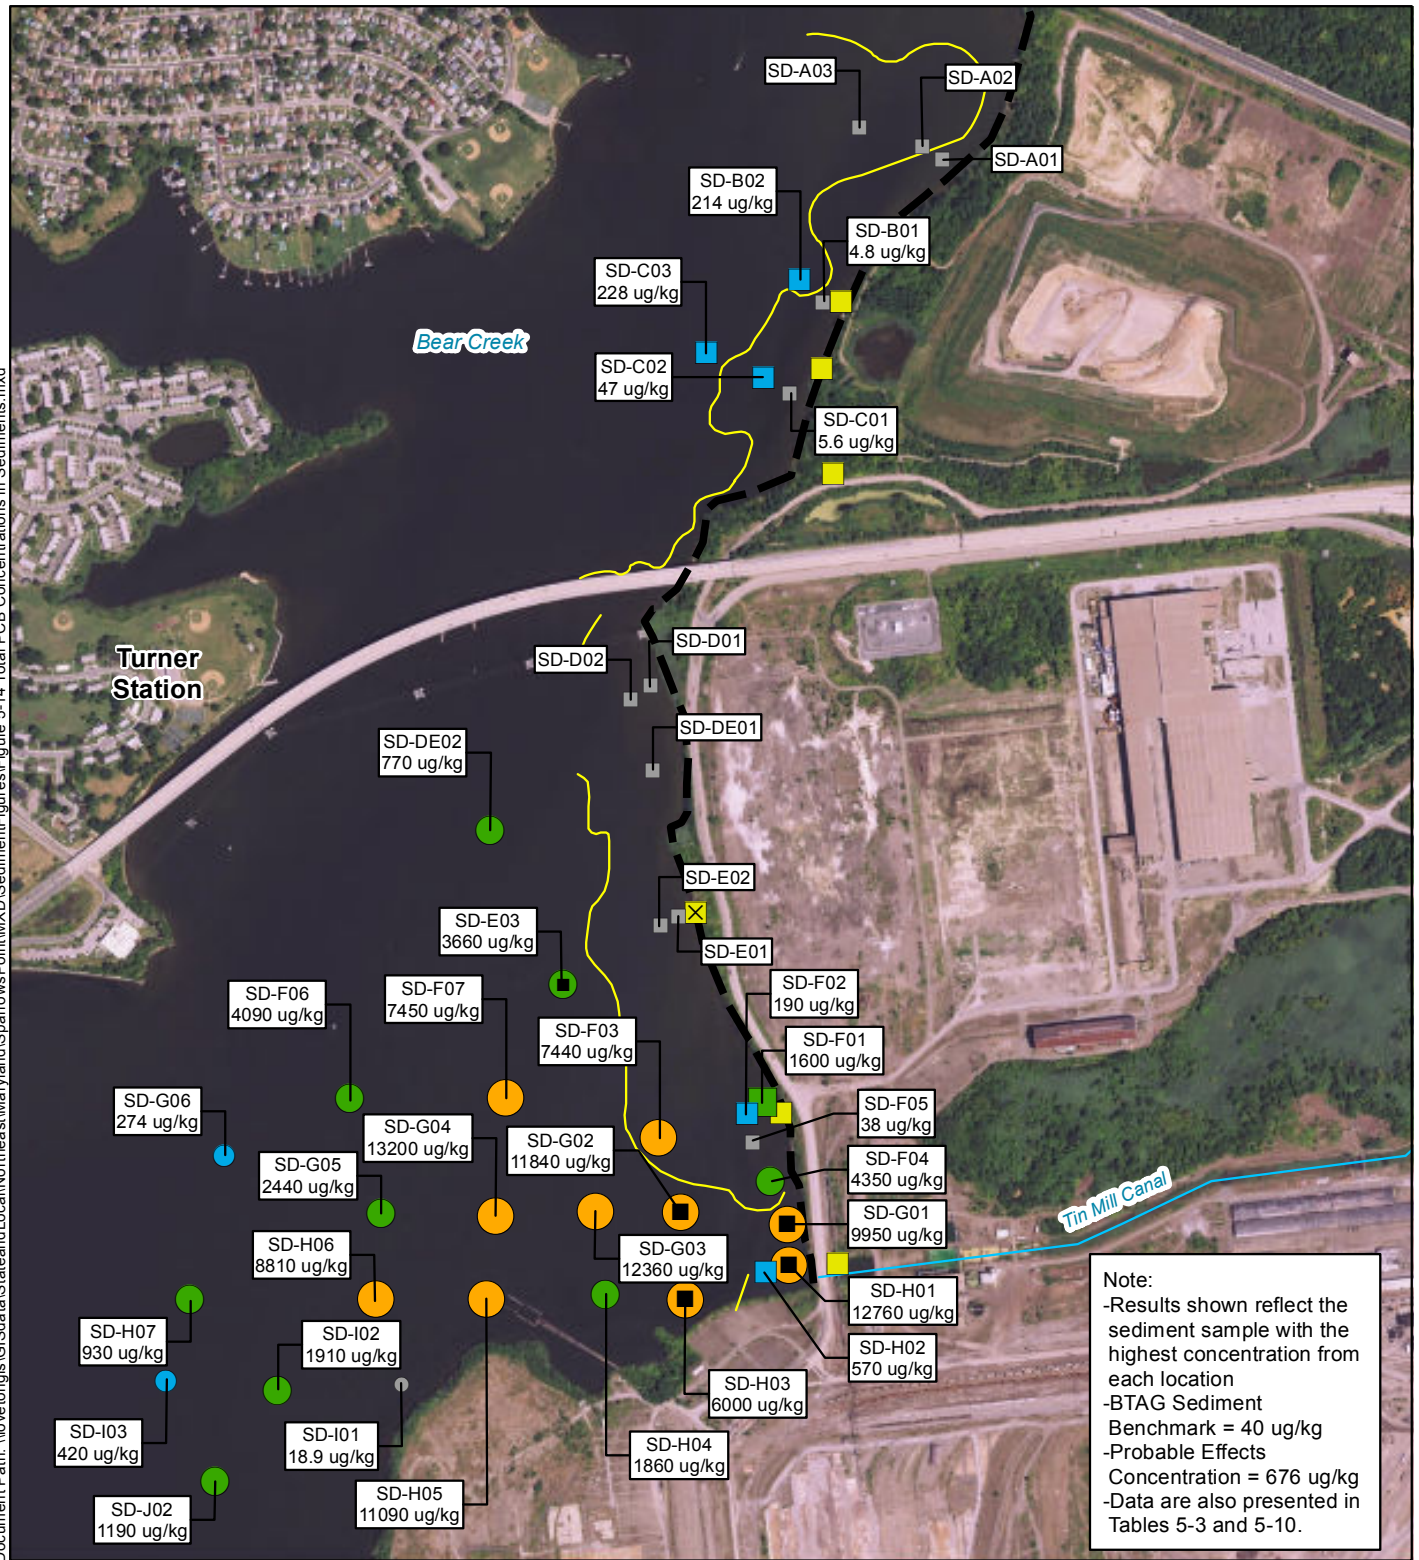 SD-A03
SD-A02
SD-A01
SD-B02
214 ug/kg
SD-B01
4.8 ug/kg
SD-C03
228 ug/kg
Bear Creek
SD-C02
47 ug/kg
SD-C01
5.6 ug/kg
Turner
Station
SD-D01
SD-D02
SD-DE01
SD-DE02
770 ug/kg
SD-E02
SD-E03
3660 ug/kg
SD-E01
SD-F02
190 ug/kg
SD-F06
4090 ug/kg
SD-F07
7450 ug/kg
SD-F03
7440 ug/kg
SD-F01
1600 ug/kg
SD-G06
274 ug/kg
SD-G04
13200 ug/kg
SD-G02
11840 ug/kg
SD-F05
38 ug/kg
SD-G05
2440 ug/kg
SD-F04
4350 ug/kg
Tin Mill Canal
SD-G01
9950 ug/kg
SD-H06
8810 ug/kg
SD-G03
12360 ug/kg
SD-H01
12760 ug/kg
SD-H07
930 ug/kg
SD-I02
1910 ug/kg
SD-H02
570 ug/kg
SD-H03
6000 ug/kg
SD-I03
420 ug/kg
SD-I01
18.9 ug/kg
SD-H04
1860 ug/kg
SD-J02
1190 ug/kg
SD-H05
11090 ug/kg
Note:
-Results shown reflect the
sediment sample with the
highest concentration from
each location
-BTAG Sediment
Benchmark = 40 ug/kg
-Probable Effects
Concentration = 676 ug/kg
-Data are also presented in
Tables 5-3 and 5-10.